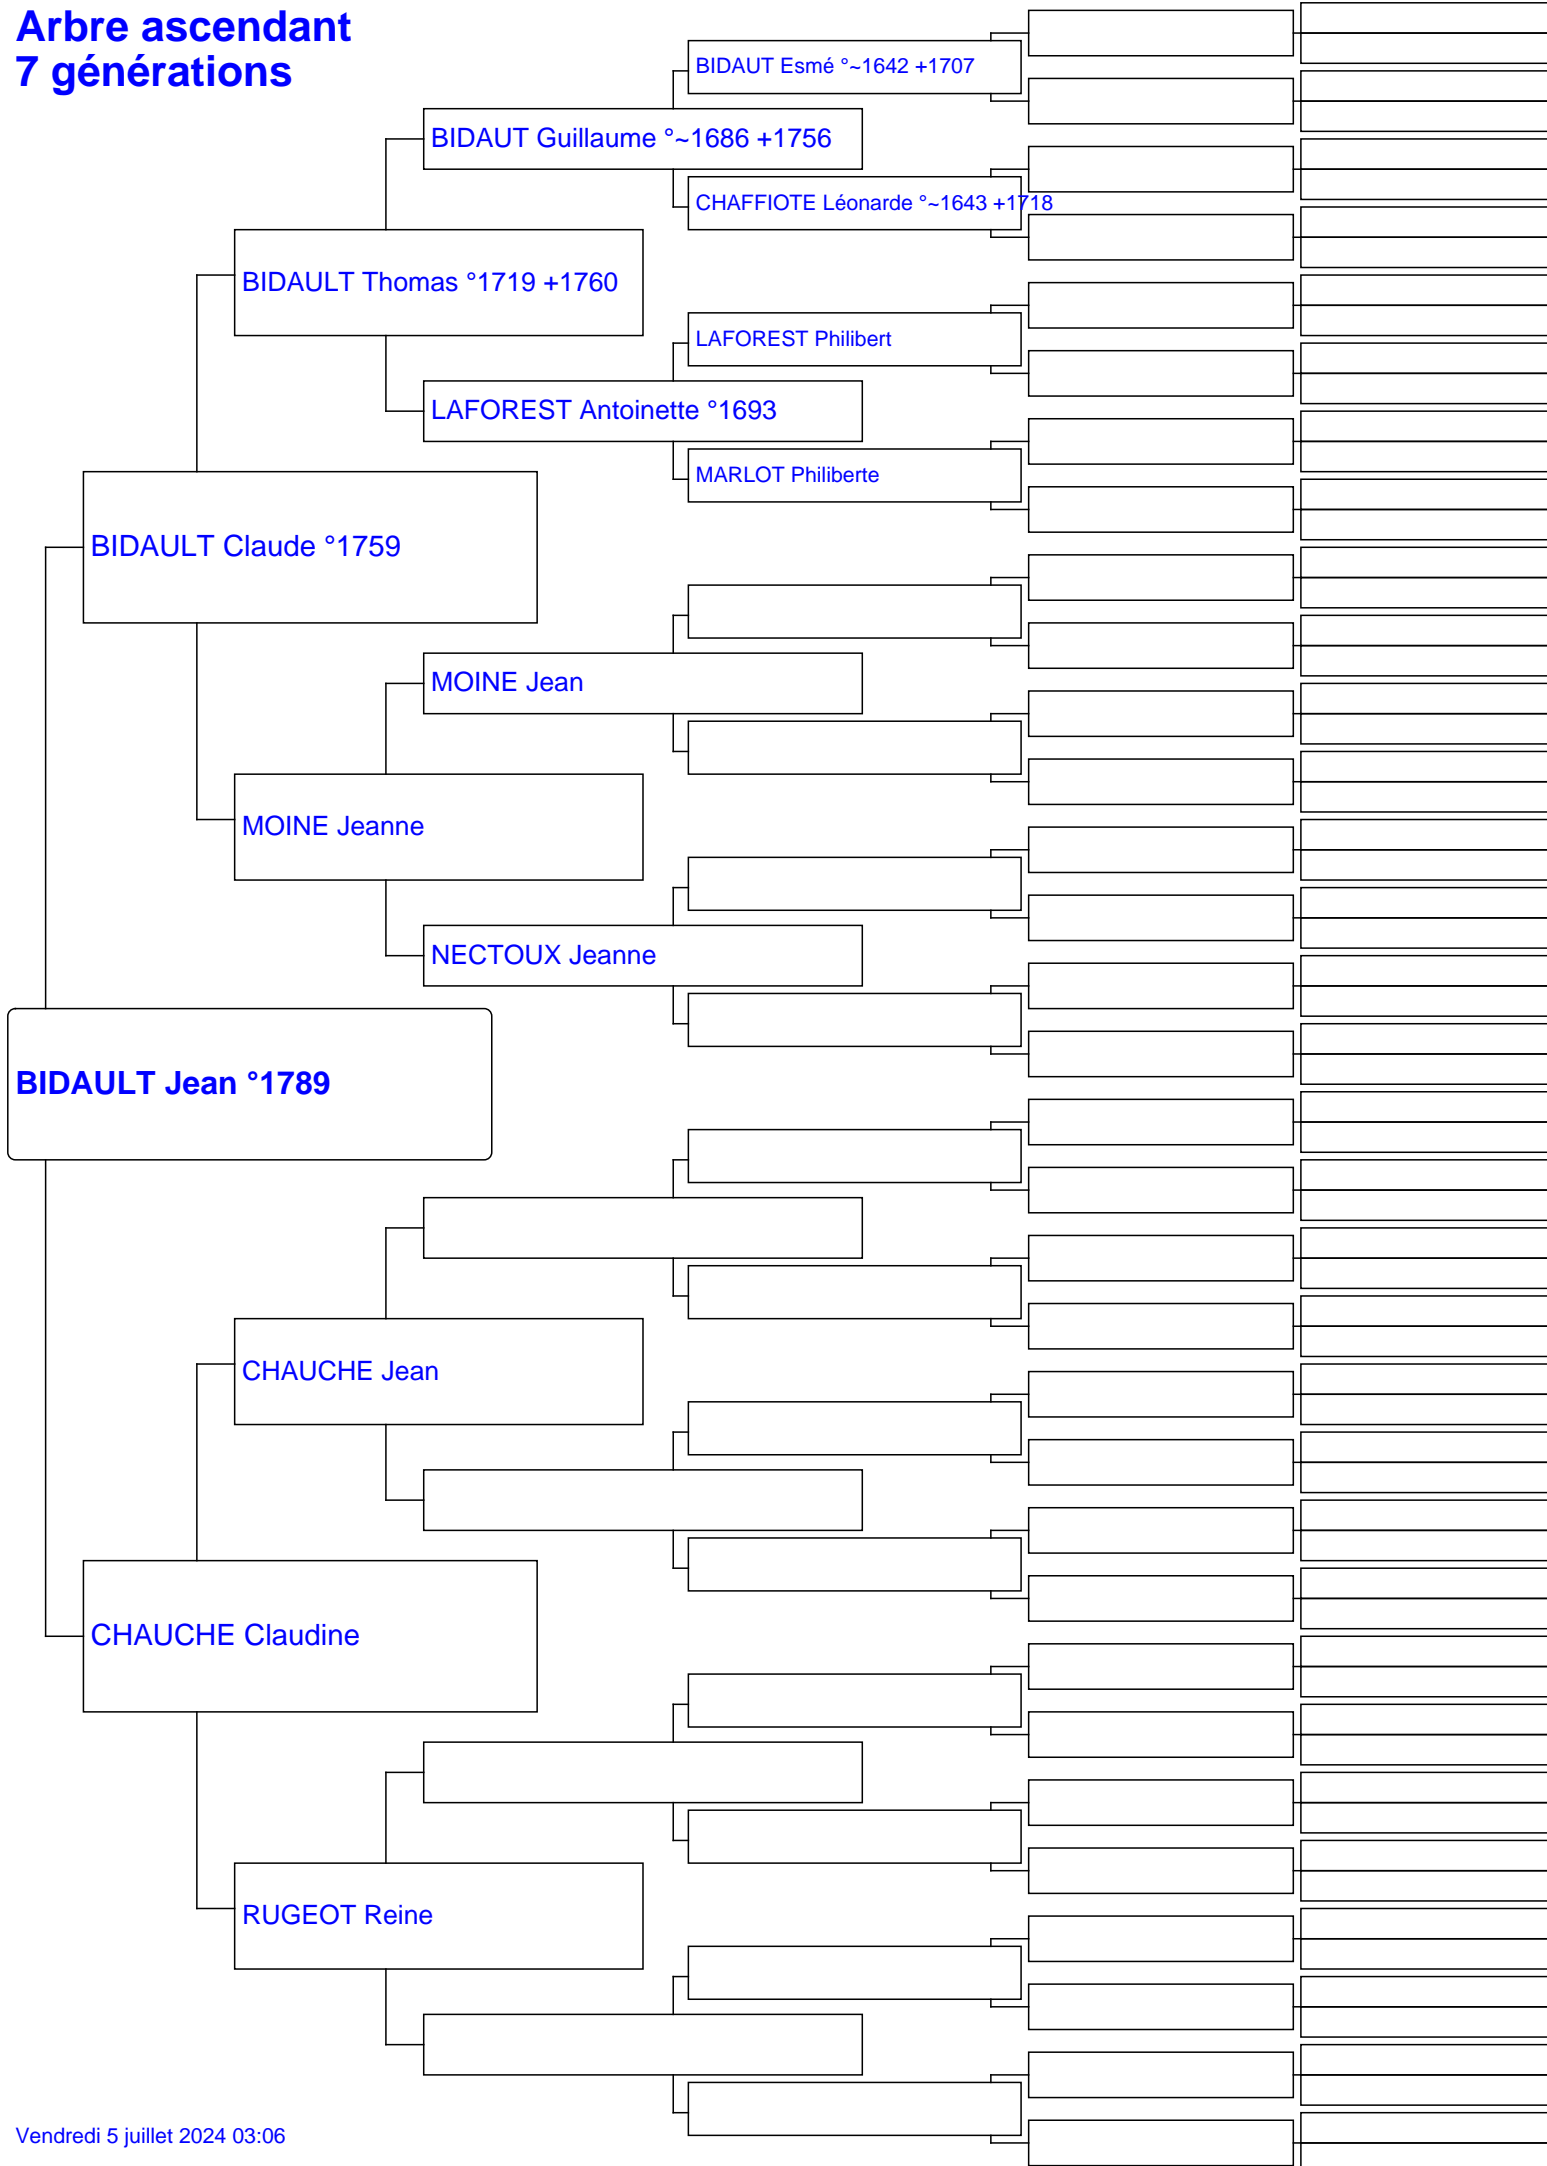 Arbre ascendant
7 générations
BIDAUT Esmé °~1642 +1707
BIDAUT Guillaume °~1686 +1756
CHAFFIOTE Léonarde °~1643 +1718
BIDAULT Thomas °1719 +1760
LAFOREST Philibert
LAFOREST Antoinette °1693
MARLOT Philiberte
BIDAULT Claude °1759
MOINE Jean
MOINE Jeanne
NECTOUX Jeanne
BIDAULT Jean °1789
CHAUCHE Jean
CHAUCHE Claudine
RUGEOT Reine
Vendredi 5 juillet 2024 03:06